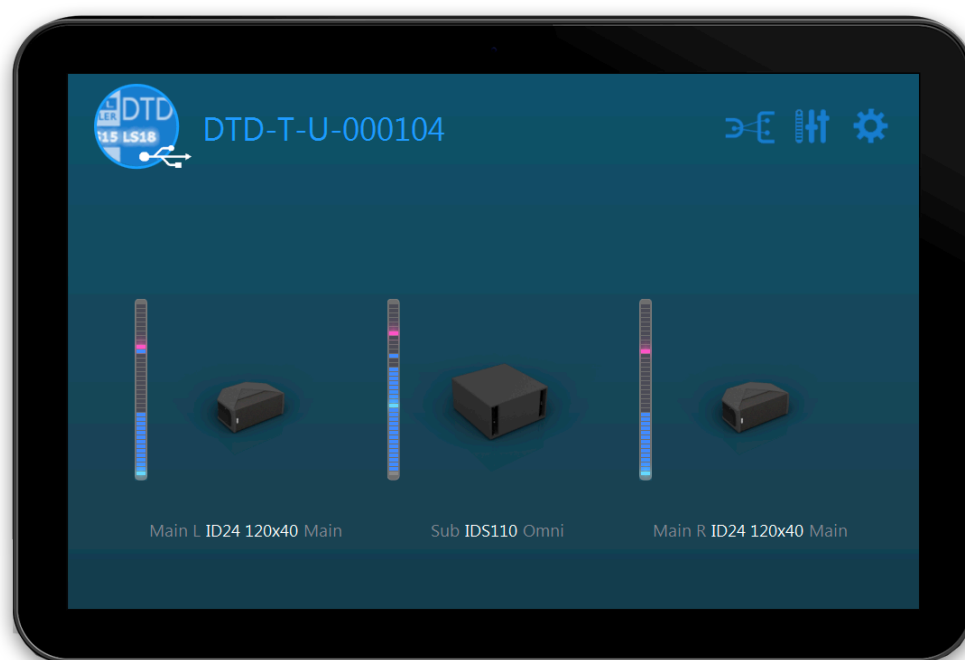 DTD
LS18
DTD-T-U-000104
Main L ID24 120x40 Main
Sub IDS110 Omni
Main R ID24 120x40 Main